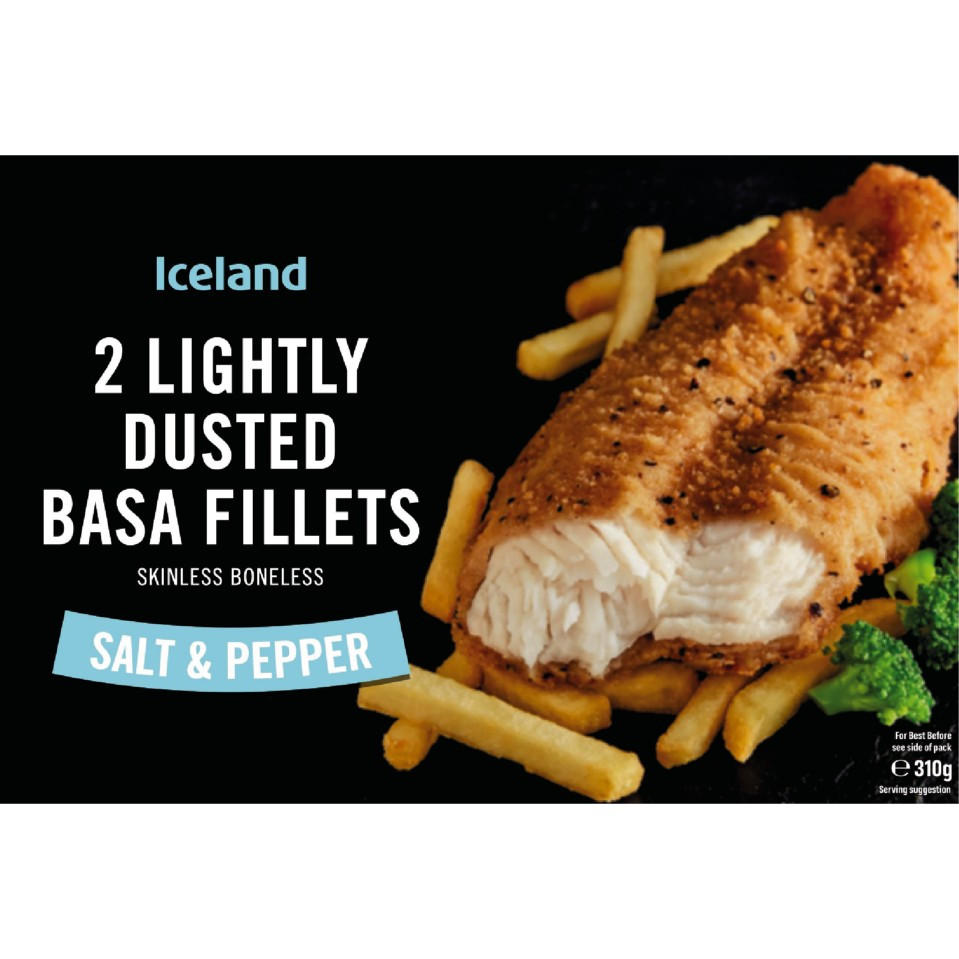 Iceland
2 LIGHTLY
DUSTED
BASA FILLETS
SKINLESS BONELESS
SALT & PEPPER
For Best Before
see side of pack
℮ 310g
Serving suggestion